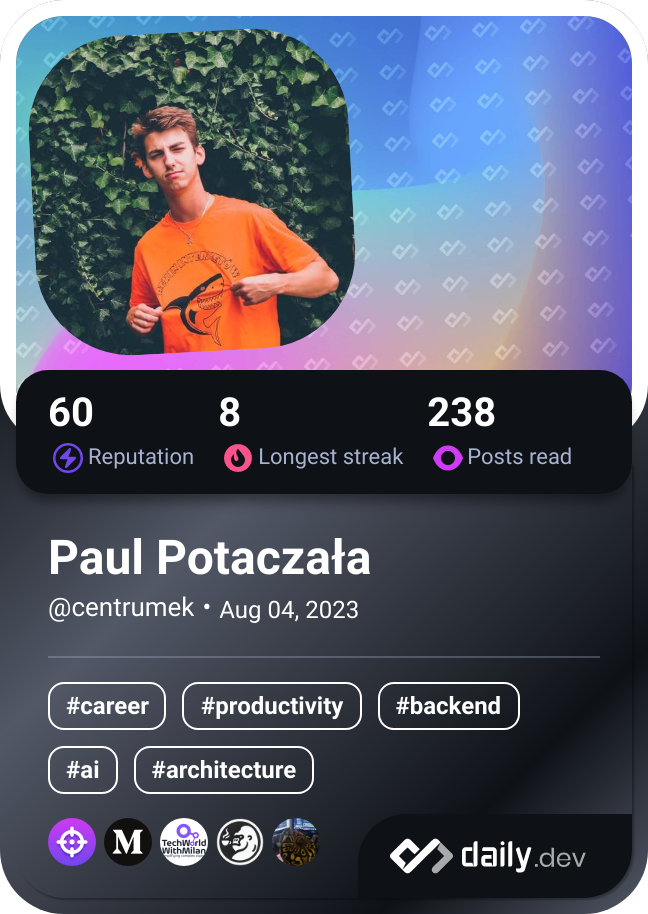 60
8
238
Reputation
Longest streak
Posts read
Paul Potaczała
@centrumek • Aug 04, 2023
#career
#productivity
#backend
#ai
#architecture
M
TechWorld
WithMilan
daily.dev